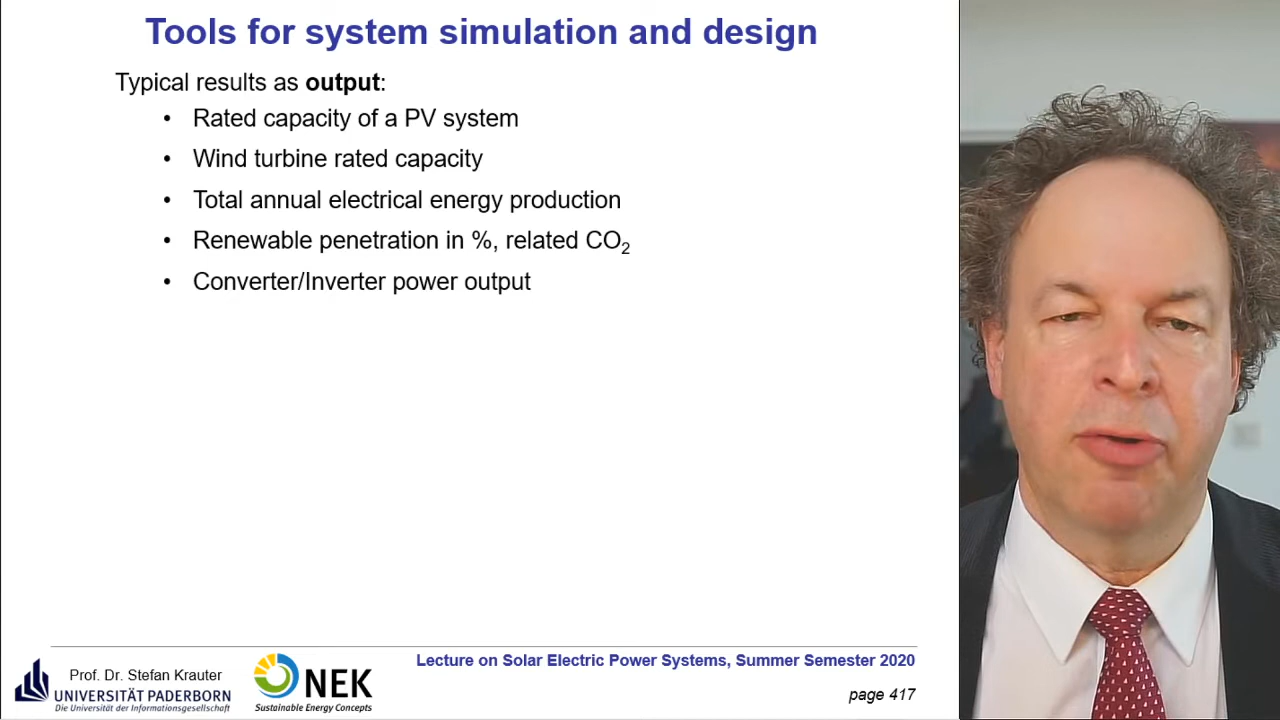 Tools for system simulation and design
Typical results as output:
• Rated capacity of a PV system
• Wind turbine rated capacity
• Total annual electrical energy production
• Renewable penetration in %, related CO₂
• Converter/Inverter power output
Prof. Dr. Stefan Krauter
UNIVERSITÄT PADERBORN
Die Universität der Informationsgesellschaft
NEK
Sustainable Energy Concepts
Lecture on Solar Electric Power Systems, Summer Semester 2020
page 417